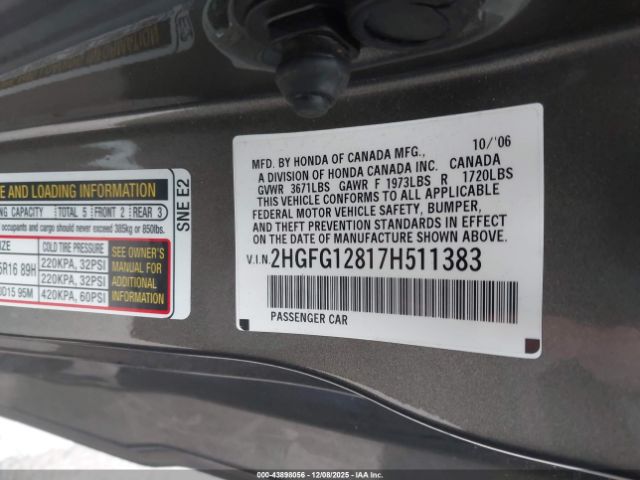 10/'06
MFD. BY HONDA OF CANADA MFG.,
A DIVISION OF HONDA CANADA INC. CANADA
GVWR 3671LBS GAWR F 1973LBS R 1720LBS
THIS VEHICLE CONFORMS TO ALL APPLICABLE
FEDERAL MOTOR VEHICLE SAFETY, BUMPER,
AND THEFT PREVENTION STANDARDS IN EFFECT
ON THE DATE OF MANUFACTURE SHOWN ABOVE.
V.I.N. 2HGFG12817H511383
PASSENGER CAR
E AND LOADING INFORMATION
NG CAPACITY TOTAL 5 FRONT 2 REAR 3
occupants and cargo should never exceed 385kg or 850lbs.
ZE COLD TIRE PRESSURE SEE OWNER'S
5R16 89H 220KPA, 32PSI MANUAL FOR
220KPA, 32PSI ADDITIONAL
0D15 95M 420KPA, 60PSI INFORMATION
SNE E2
© IAA 43898056 - 12/08/2025 - IAAI.COM